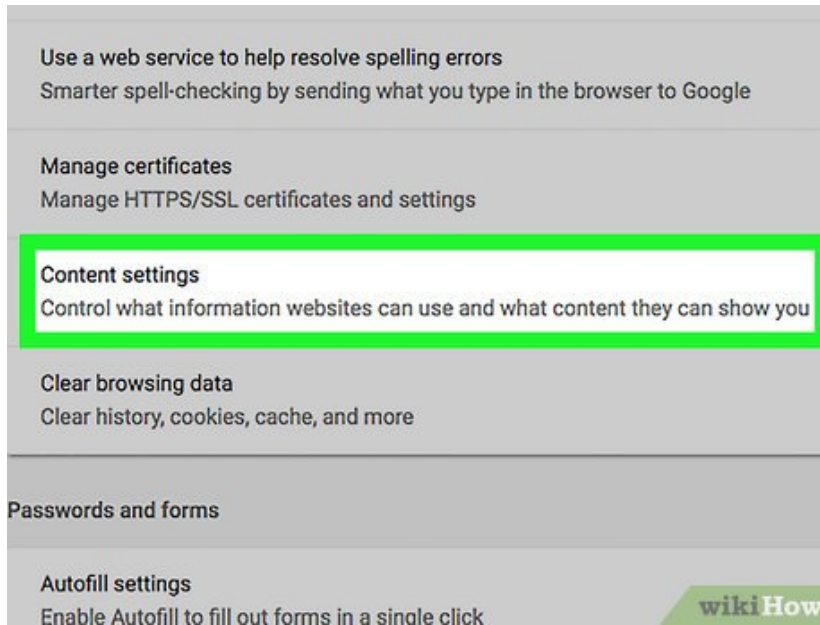 Use a web service to help resolve spelling errors
Smarter spell-checking by sending what you type in the browser to Google
Manage certificates
Manage HTTPS/SSL certificates and settings
Content settings
Control what information websites can use and what content they can show you
Clear browsing data
Clear history, cookies, cache, and more
Passwords and forms
Autofill settings
Enable Autofill to fill out forms in a single click
wikiHow